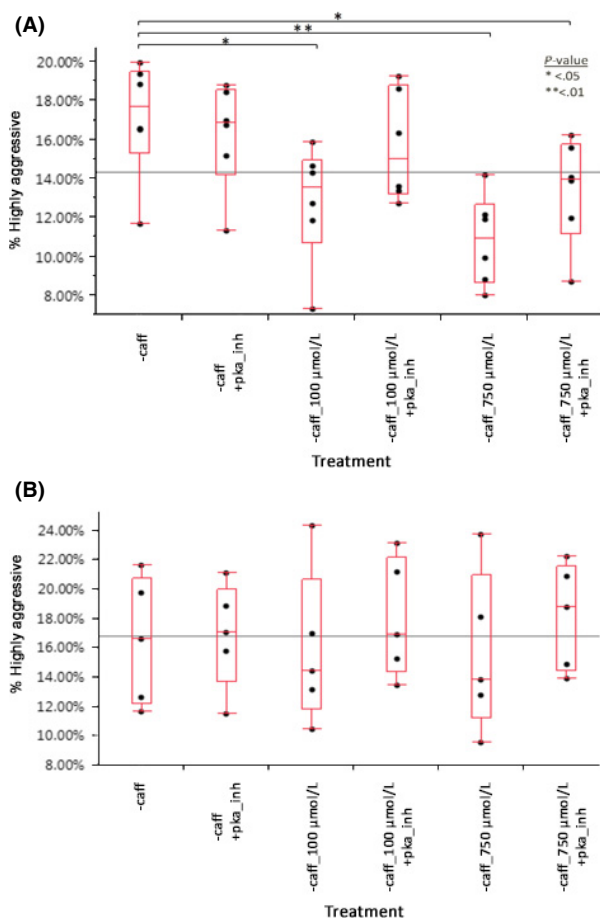 (A)
*
**
*
P-value
* <.05
**<.01
20.00%
18.00%
16.00%
14.00%
12.00%
10.00%
8.00%
% Highly aggressive
-caff
-caff
+pka_inh
-caff_100 μmol/L
-caff_100 μmol/L
+pka_inh
-caff_750 μmol/L
-caff_750 μmol/L
+pka_inh
Treatment
(B)
24.00%
22.00%
20.00%
18.00%
16.00%
14.00%
12.00%
10.00%
8.00%
% Highly aggressive
-caff
-caff
+pka_inh
-caff_100 μmol/L
-caff_100 μmol/L
+pka_inh
-caff_750 μmol/L
-caff_750 μmol/L
+pka_inh
Treatment